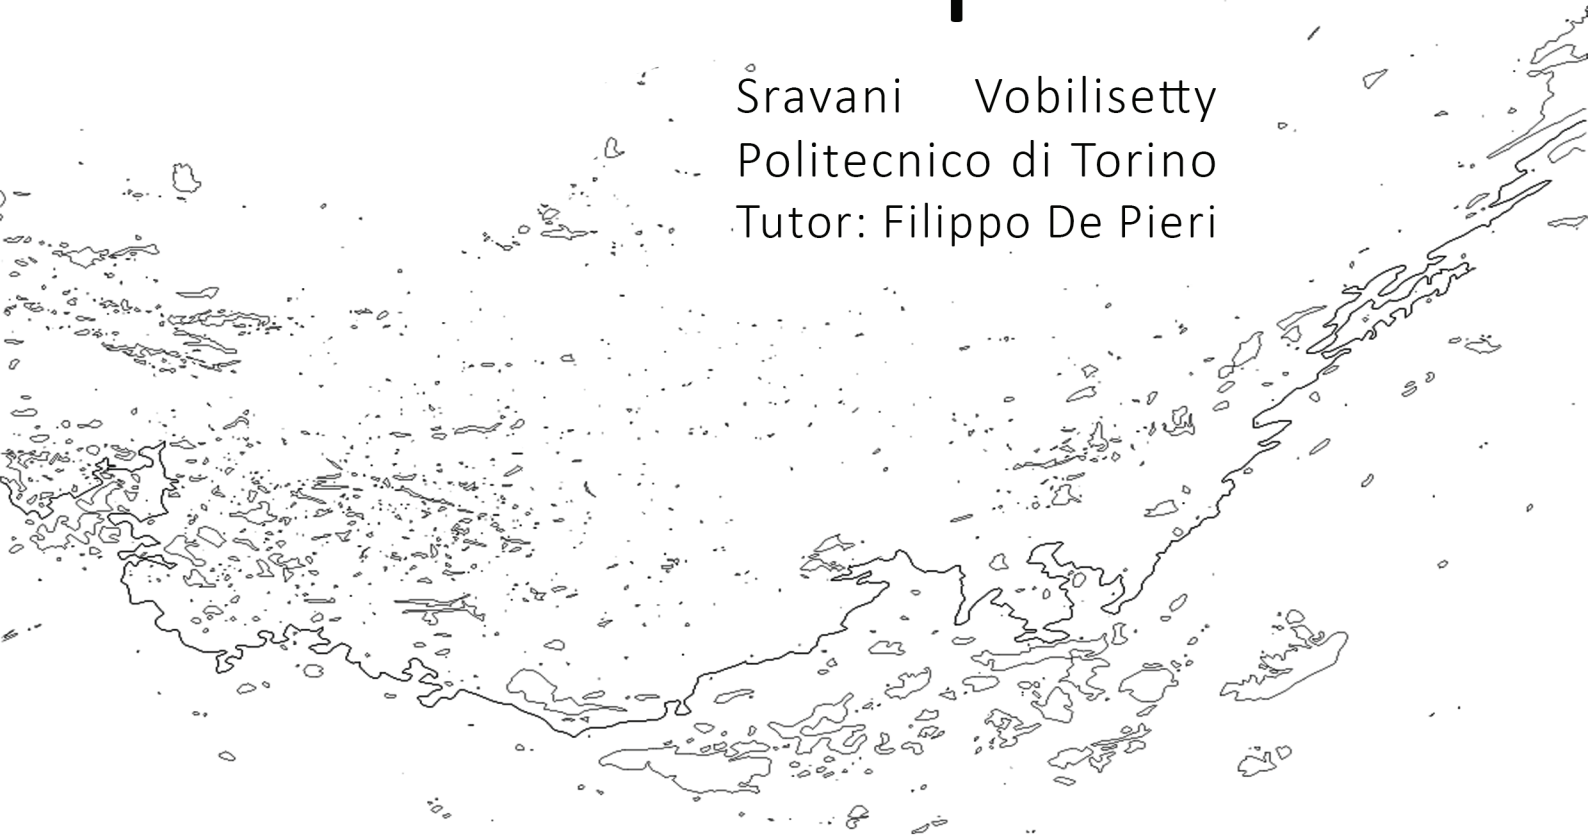 Sravani Vobilisetty
Politecnico di Torino
Tutor: Filippo De Pieri